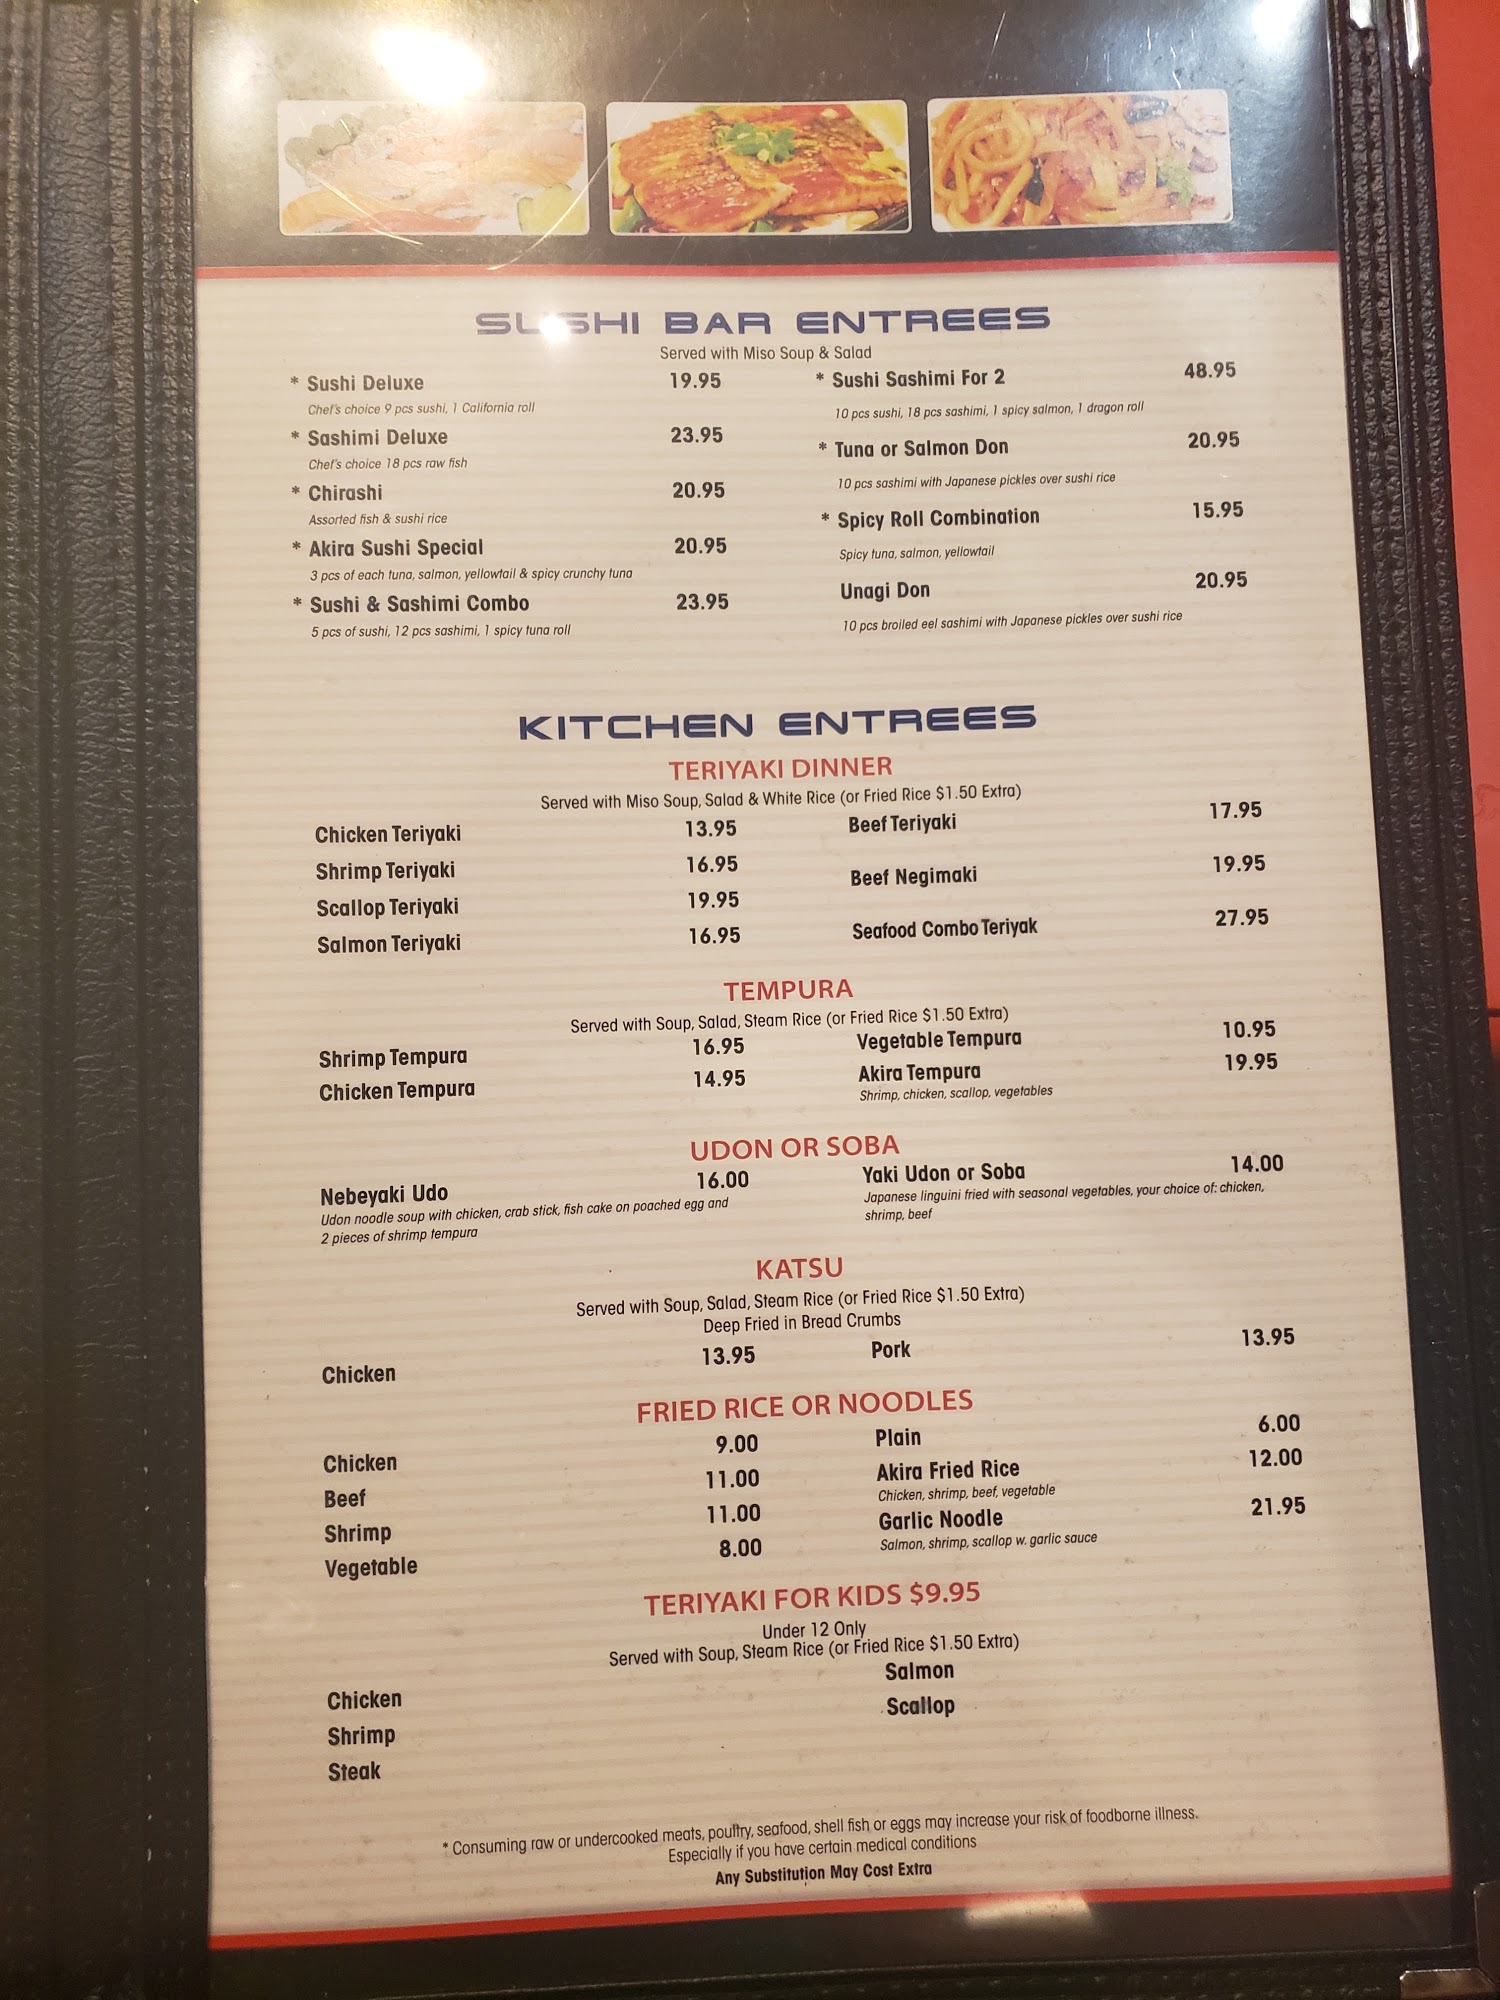 SUSHI BAR ENTREES
Served with Miso Soup & Salad
* Sushi Deluxe 19.95
Chef's choice 9 pcs sushi, 1 California roll
* Sashimi Deluxe 23.95
Chef's choice 18 pcs raw fish
* Chirashi 20.95
Assorted fish & sushi rice
* Akira Sushi Special 20.95
3 pcs of each tuna, salmon, yellowtail & spicy crunchy tuna
* Sushi & Sashimi Combo 23.95
5 pcs of sushi, 12 pcs sashimi, 1 spicy tuna roll
* Sushi Sashimi For 2 48.95
10 pcs sushi, 18 pcs sashimi, 1 spicy salmon, 1 dragon roll
* Tuna or Salmon Don 20.95
10 pcs sashimi with Japanese pickles over sushi rice
* Spicy Roll Combination 15.95
Spicy tuna, salmon, yellowtail
Unagi Don 20.95
10 pcs broiled eel sashimi with Japanese pickles over sushi rice
KITCHEN ENTREES
TERIYAKI DINNER
Served with Miso Soup, Salad & White Rice (or Fried Rice $1.50 Extra)
Chicken Teriyaki 13.95
Shrimp Teriyaki 16.95
Scallop Teriyaki 19.95
Salmon Teriyaki 16.95
Beef Teriyaki 17.95
Beef Negimaki 19.95
Seafood Combo Teriyak 27.95
TEMPURA
Served with Soup, Salad, Steam Rice (or Fried Rice $1.50 Extra)
Shrimp Tempura 16.95
Chicken Tempura 14.95
Vegetable Tempura 10.95
Akira Tempura 19.95
Shrimp, chicken, scallop, vegetables
UDON OR SOBA
Nebeyaki Udo 16.00
Udon noodle soup with chicken, crab stick, fish cake on poached egg and
2 pieces of shrimp tempura
Yaki Udon or Soba 14.00
Japanese linguini fried with seasonal vegetables, your choice of: chicken,
shrimp, beef
KATSU
Served with Soup, Salad, Steam Rice (or Fried Rice $1.50 Extra)
Deep Fried in Bread Crumbs
Chicken 13.95
Pork 13.95
FRIED RICE OR NOODLES
Chicken 9.00
Beef 11.00
Shrimp 11.00
Vegetable 8.00
Plain 6.00
Akira Fried Rice 12.00
Chicken, shrimp, beef, vegetable
Garlic Noodle 21.95
Salmon, shrimp, scallop w. garlic sauce
TERIYAKI FOR KIDS $9.95
Under 12 Only
Served with Soup, Steam Rice (or Fried Rice $1.50 Extra)
Chicken
Shrimp
Steak
Salmon
Scallop
* Consuming raw or undercooked meats, poultry, seafood, shell fish or eggs may increase your risk of foodborne illness.
Especially if you have certain medical conditions
Any Substitution May Cost Extra